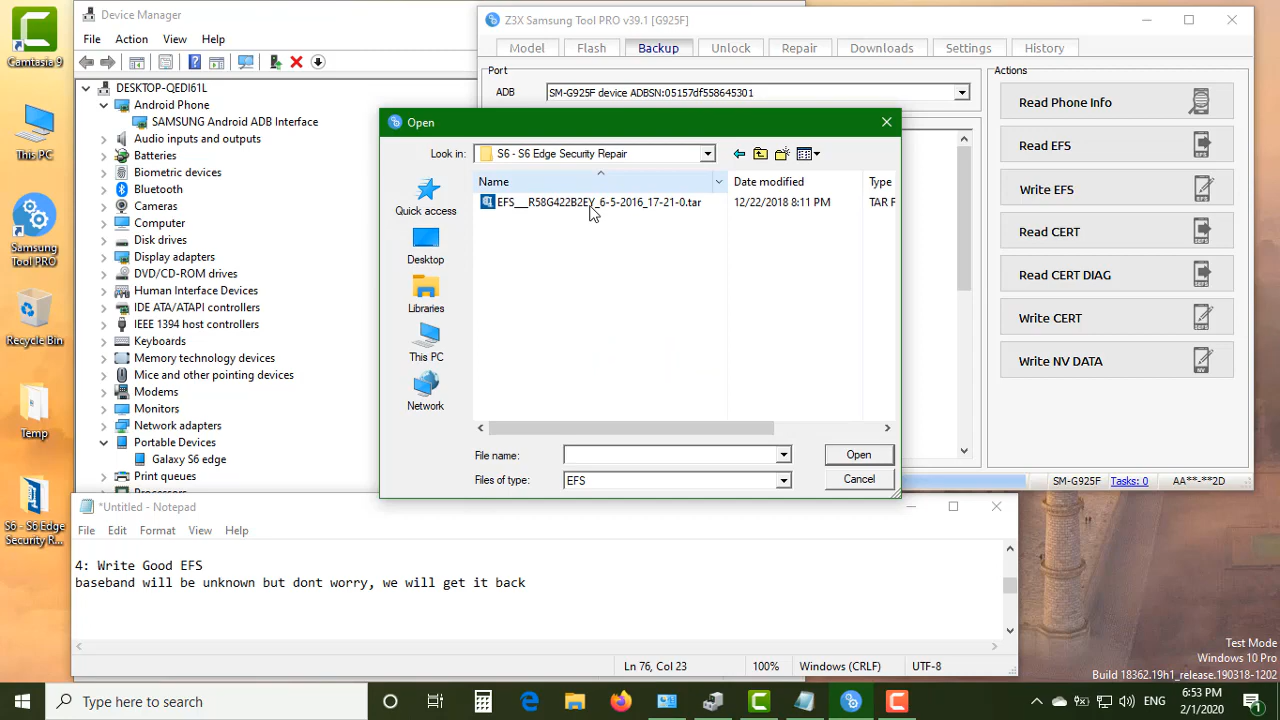 Camtasia 9
This PC
Samsung
Tool PRO
Recycle Bin
Temp
S6 - S6 Edge
Security R...
Device Manager
File Action View Help
DESKTOP-QEDI61L
Android Phone
SAMSUNG Android ADB Interface
Audio inputs and outputs
Batteries
Biometric devices
Bluetooth
Cameras
Computer
Disk drives
Display adapters
DVD/CD-ROM drives
Human Interface Devices
IDE ATA/ATAPI controllers
IEEE 1394 host controllers
Keyboards
Memory technology devices
Mice and other pointing devices
Modems
Monitors
Network adapters
Portable Devices
Galaxy S6 edge
Print queues
Processors
Z3X Samsung Tool PRO v39.1 [G925F]
Model Flash Backup Unlock Repair Downloads Settings History
Port
ADB SM-G925F device ADBSN:05157df558645301
Actions
Read Phone Info
Read EFS
Write EFS
Read CERT
Read CERT DIAG
Write CERT
Write NV DATA
SM-G925F Tasks: 0 AA**-**2D
Open
Look in: S6 - S6 Edge Security Repair
Quick access
Desktop
Libraries
This PC
Network
Name Date modified Type
EFS___R58G422B2EY_6-5-2016_17-21-0.tar 12/22/2018 8:11 PM TAR F
File name: Open
Files of type: EFS Cancel
*Untitled - Notepad
File Edit Format View Help
4: Write Good EFS
baseband will be unknown but dont worry, we will get it back
Ln 76, Col 23 100% Windows (CRLF) UTF-8
Test Mode
Windows 10 Pro
Build 18362.19h1_release.190318-1202
Type here to search
ENG
6:53 PM
2/1/2020